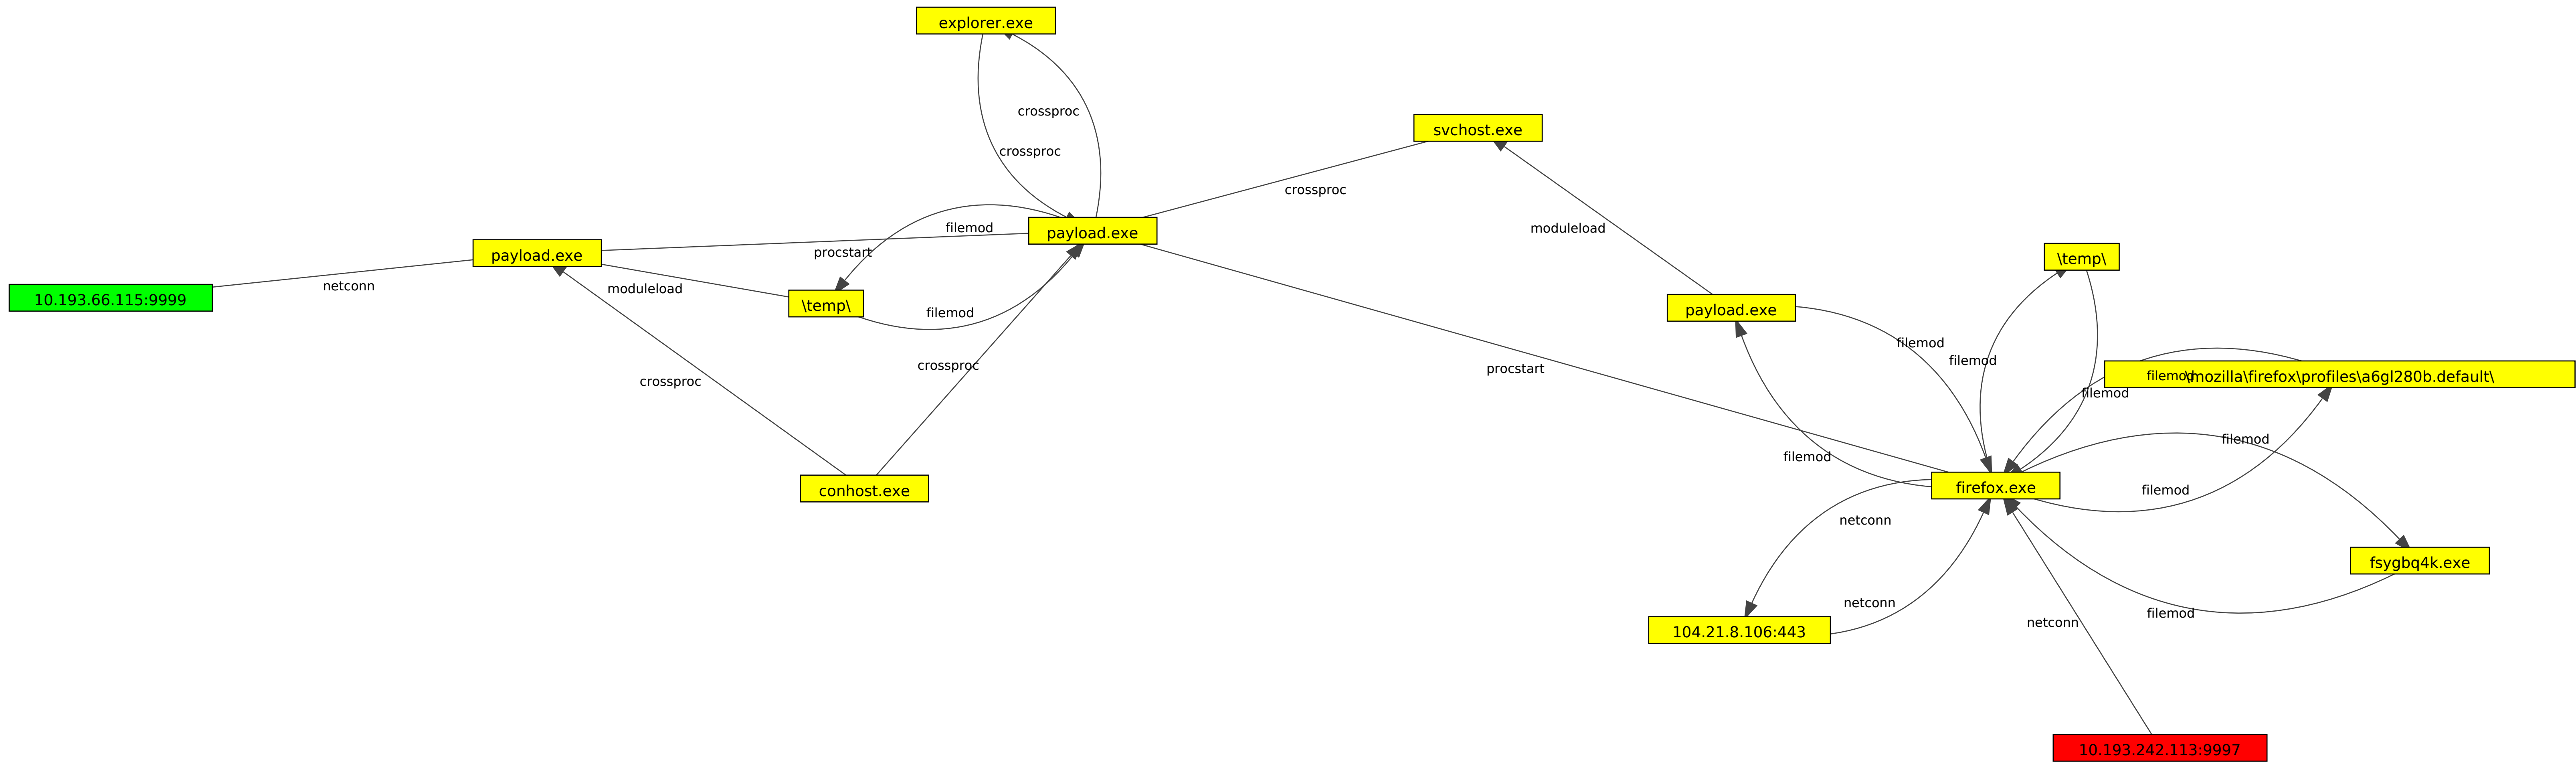 explorer.exe
crossproc
svchost.exe
crossproc
crossproc
moduleload
filemod
payload.exe
procstart
payload.exe
\temp\
netconn
moduleload
10.193.66.115:9999
\temp\
filemod
payload.exe
filemod
filemod
crossproc
procstart
filemod
\mozilla\firefox\profiles\a6gl280b.default\
crossproc
filemod
filemod
filemod
conhost.exe
firefox.exe
filemod
netconn
fsygbq4k.exe
netconn
filemod
netconn
104.21.8.106:443
10.193.242.113:9997